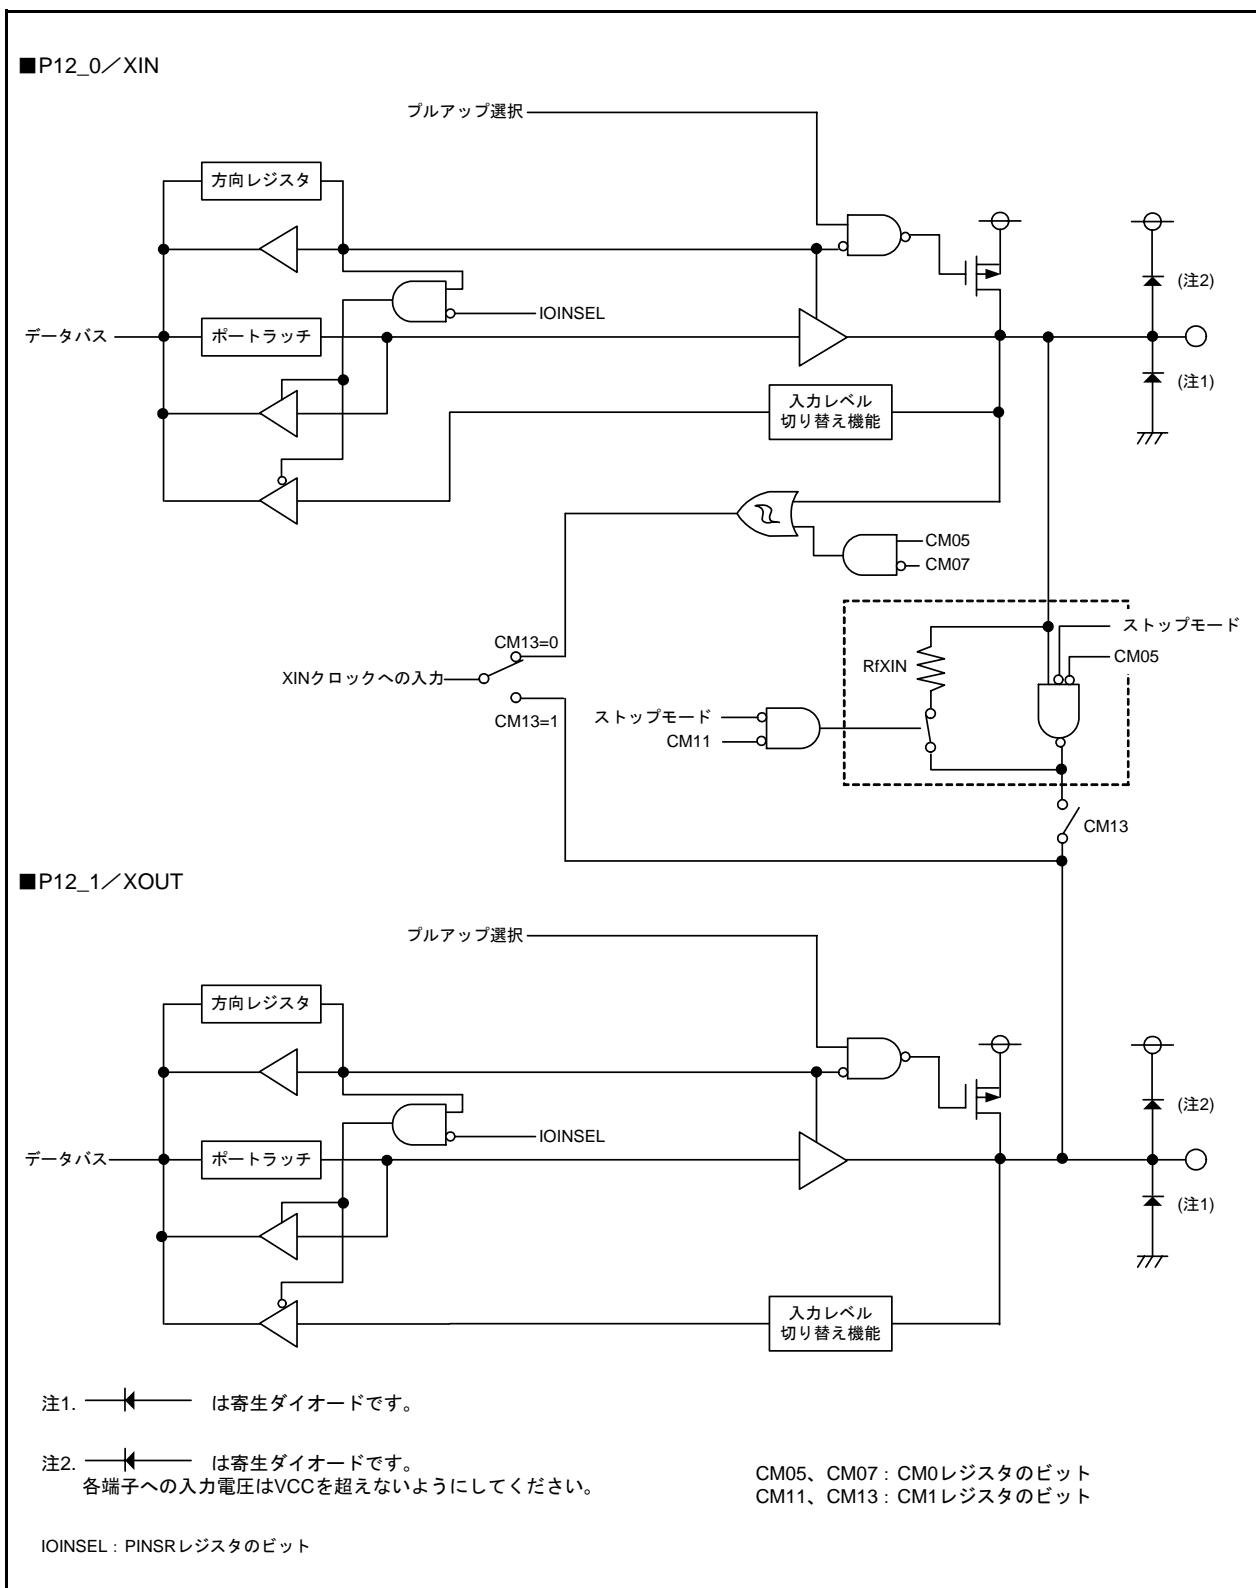 ■P12_0／XIN
プルアップ選択
方向レジスタ
(注2)
IOINSEL
データバス
ポートラッチ
(注1)
入力レベル
切り替え機能
CM05
CM07
ストップモード
CM13=0
CM05
RfXIN
XINクロックへの入力
ストップモード
CM13=1
CM11
CM13
■P12_1／XOUT
プルアップ選択
方向レジスタ
(注2)
IOINSEL
データバス
ポートラッチ
(注1)
入力レベル
切り替え機能
注1. は寄生ダイオードです。
注2. は寄生ダイオードです。
各端子への入力電圧はVCCを超えないようにしてください。
CM05、CM07：CM0レジスタのビット
CM11、CM13：CM1レジスタのビット
IOINSEL：PINSRレジスタのビット